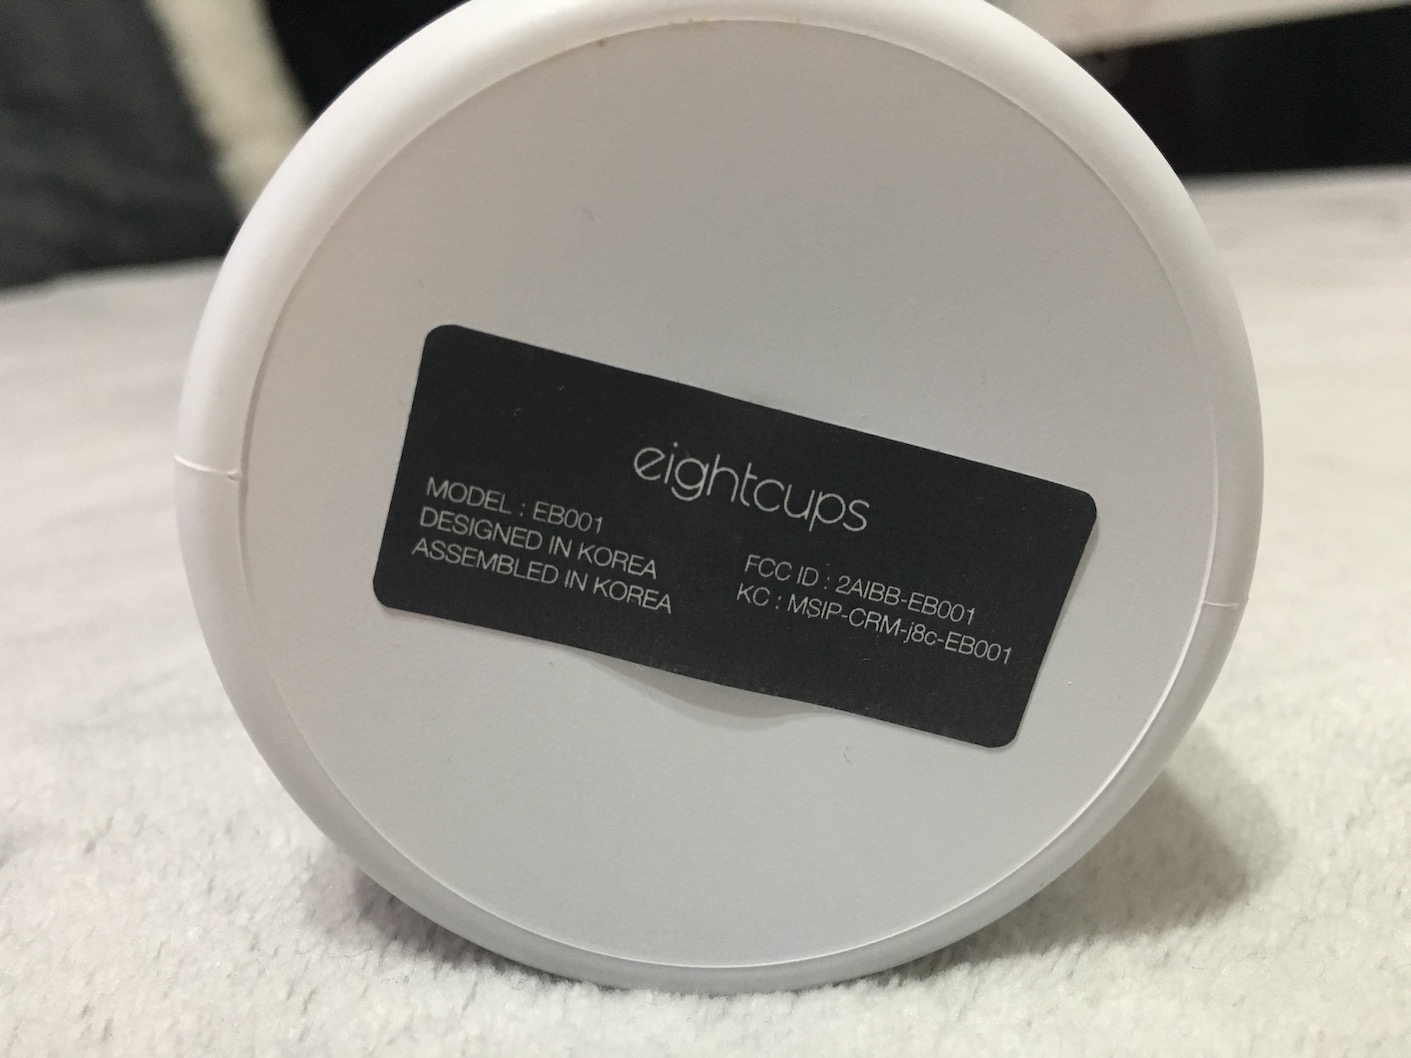 eightcups
MODEL : EB001
DESIGNED IN KOREA
ASSEMBLED IN KOREA
FCC ID : 2AIBB-EB001
KC : MSIP-CRM-j8c-EB001